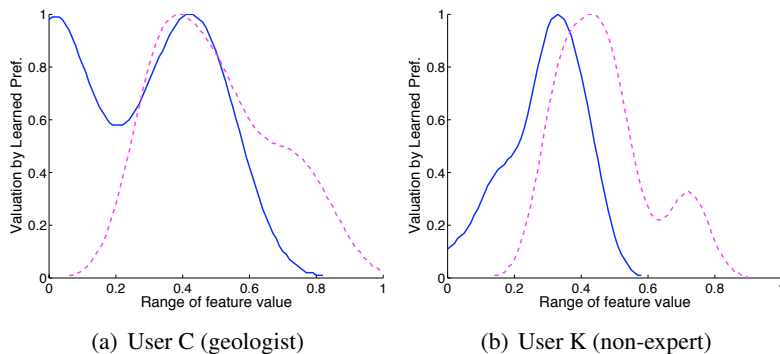 Valuation by Learned Pref.
1
0.8
0.6
0.4
0.2
0
0 0.2 0.4 0.6 0.8 1
Range of feature value
(a) User C (geologist)
Valuation by Learned Pref.
1
0.8
0.6
0.4
0.2
0
0 0.2 0.4 0.6 0.8 1
Range of feature value
(b) User K (non-expert)